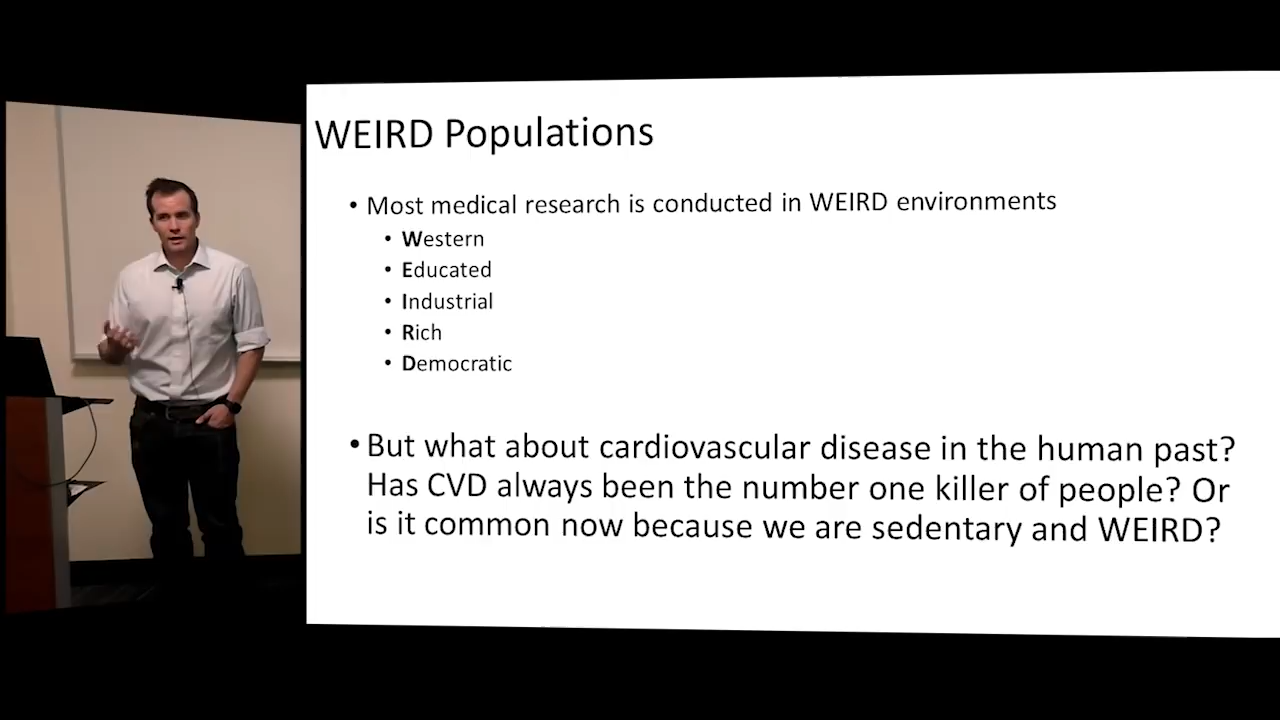 WEIRD Populations
• Most medical research is conducted in WEIRD environments
• Western
• Educated
• Industrial
• Rich
• Democratic
• But what about cardiovascular disease in the human past?
Has CVD always been the number one killer of people? Or
is it common now because we are sedentary and WEIRD?